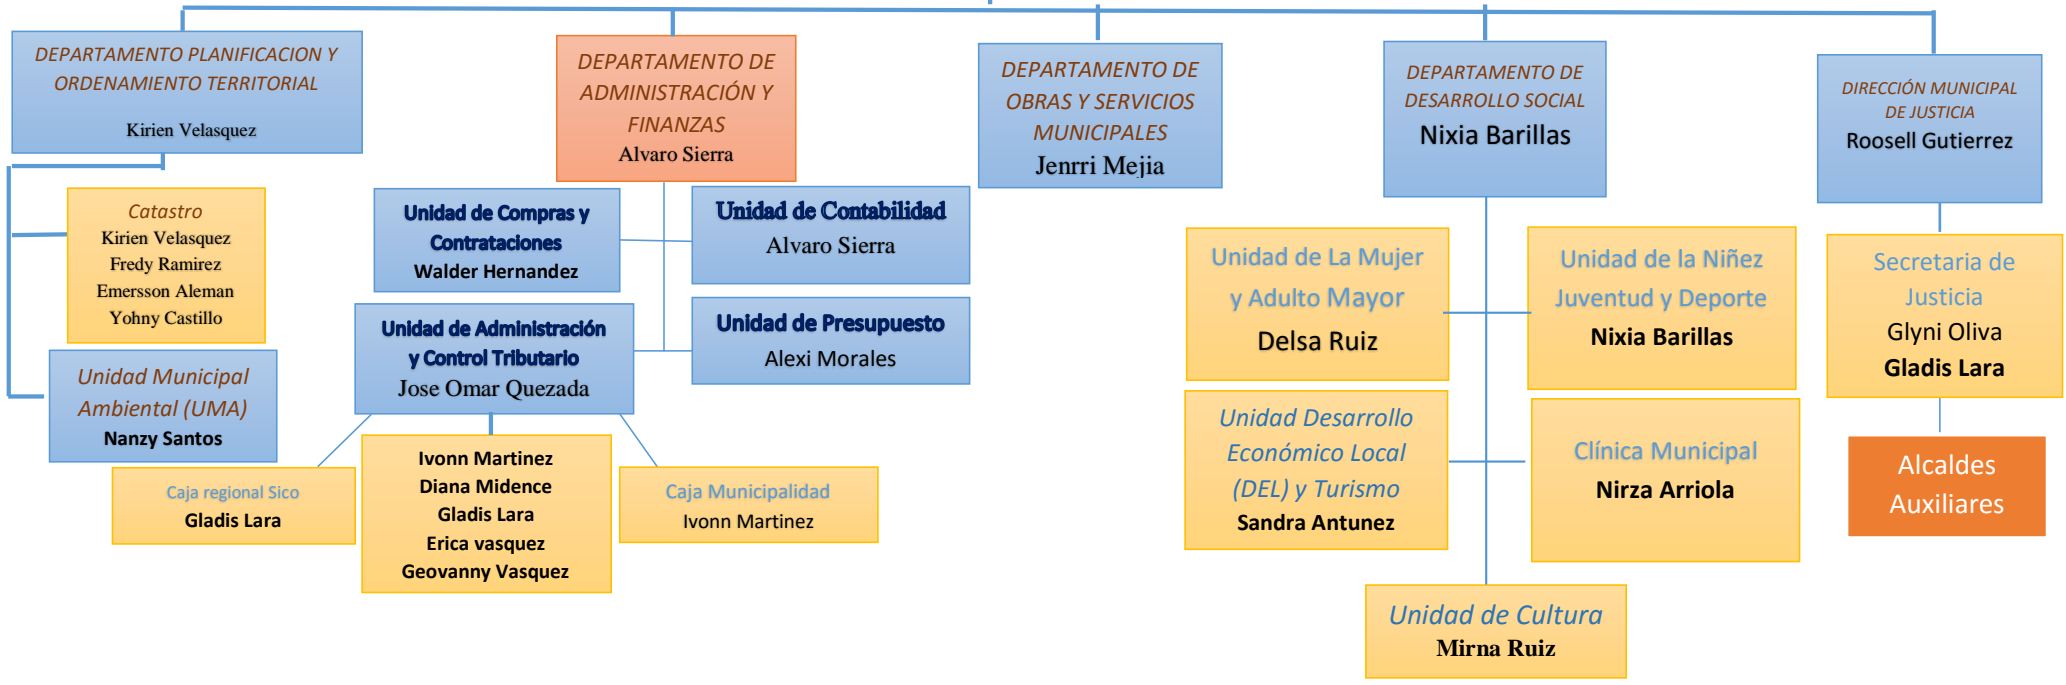 DEPARTAMENTO PLANIFICACION Y
ORDENAMIENTO TERRITORIAL
Kirien Velasquez
DEPARTAMENTO DE
ADMINISTRACIÓN Y
FINANZAS
Alvaro Sierra
DEPARTAMENTO DE
OBRAS Y SERVICIOS
MUNICIPALES
Jenrri Mejia
DEPARTAMENTO DE
DESARROLLO SOCIAL
Nixia Barillas
DIRECCIÓN MUNICIPAL
DE JUSTICIA
Roosell Gutierrez
Catastro
Kirien Velasquez
Fredy Ramirez
Emersson Aleman
Yohny Castillo
Unidad Municipal
Ambiental (UMA)
Nanzy Santos
Unidad de Compras y
Contrataciones
Walder Hernandez
Unidad de Contabilidad
Alvaro Sierra
Unidad de Administración
y Control Tributario
Jose Omar Quezada
Unidad de Presupuesto
Alexi Morales
Caja regional Sico
Gladis Lara
Ivonn Martinez
Diana Midence
Gladis Lara
Erica vasquez
Geovanny Vasquez
Caja Municipalidad
Ivonn Martinez
Unidad de La Mujer
y Adulto Mayor
Delsa Ruiz
Unidad de la Niñez
Juventud y Deporte
Nixia Barillas
Unidad Desarrollo
Económico Local
(DEL) y Turismo
Sandra Antunez
Clínica Municipal
Nirza Arriola
Unidad de Cultura
Mirna Ruiz
Secretaria de
Justicia
Glyni Oliva
Gladis Lara
Alcaldes
Auxiliares